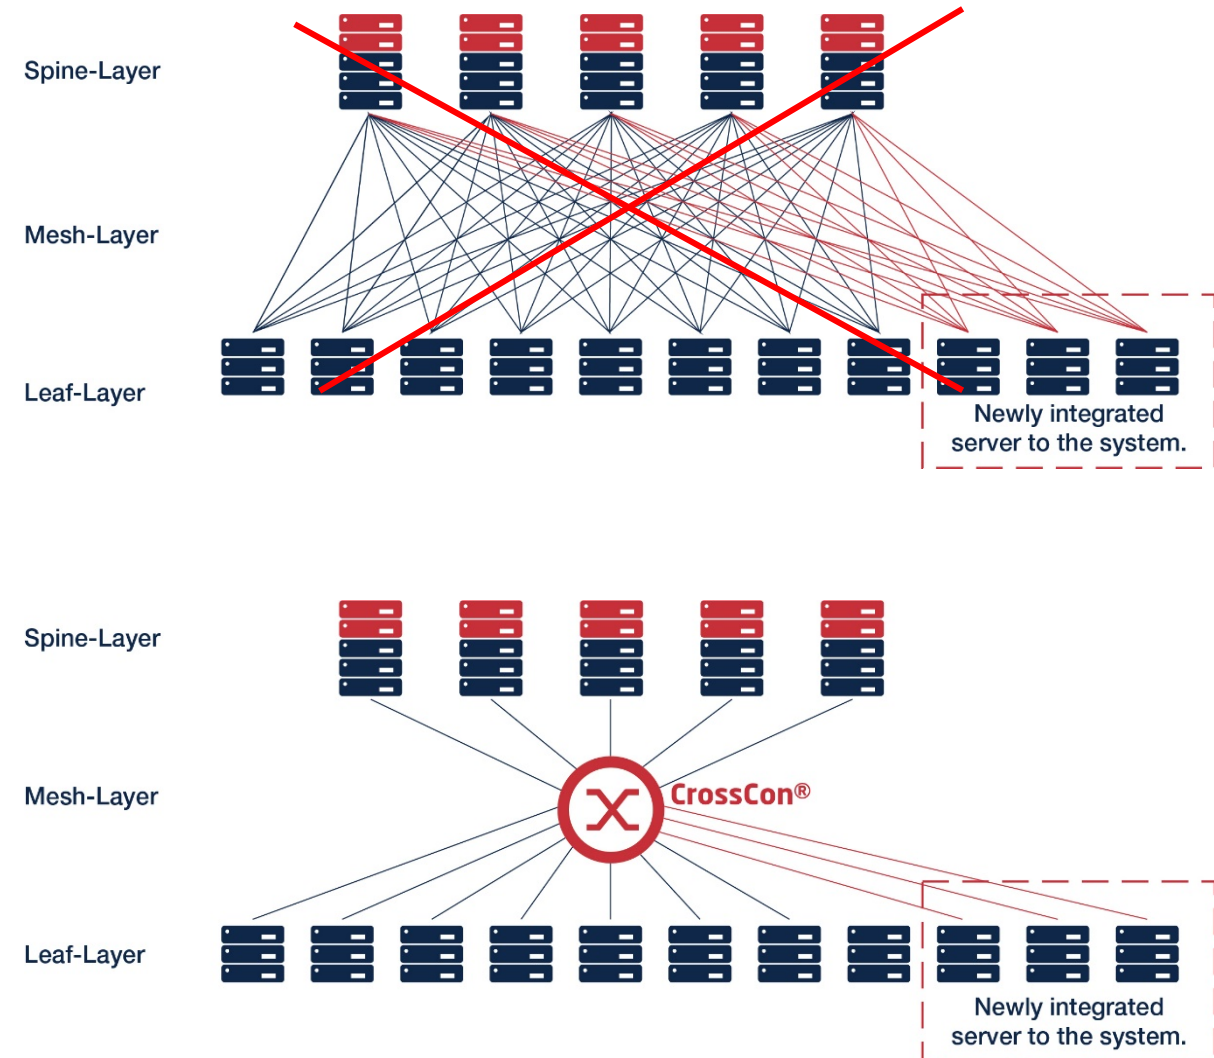 Spine-Layer
Mesh-Layer
Leaf-Layer
Newly integrated
server to the system.
Spine-Layer
Mesh-Layer
CrossCon®
Leaf-Layer
Newly integrated
server to the system.